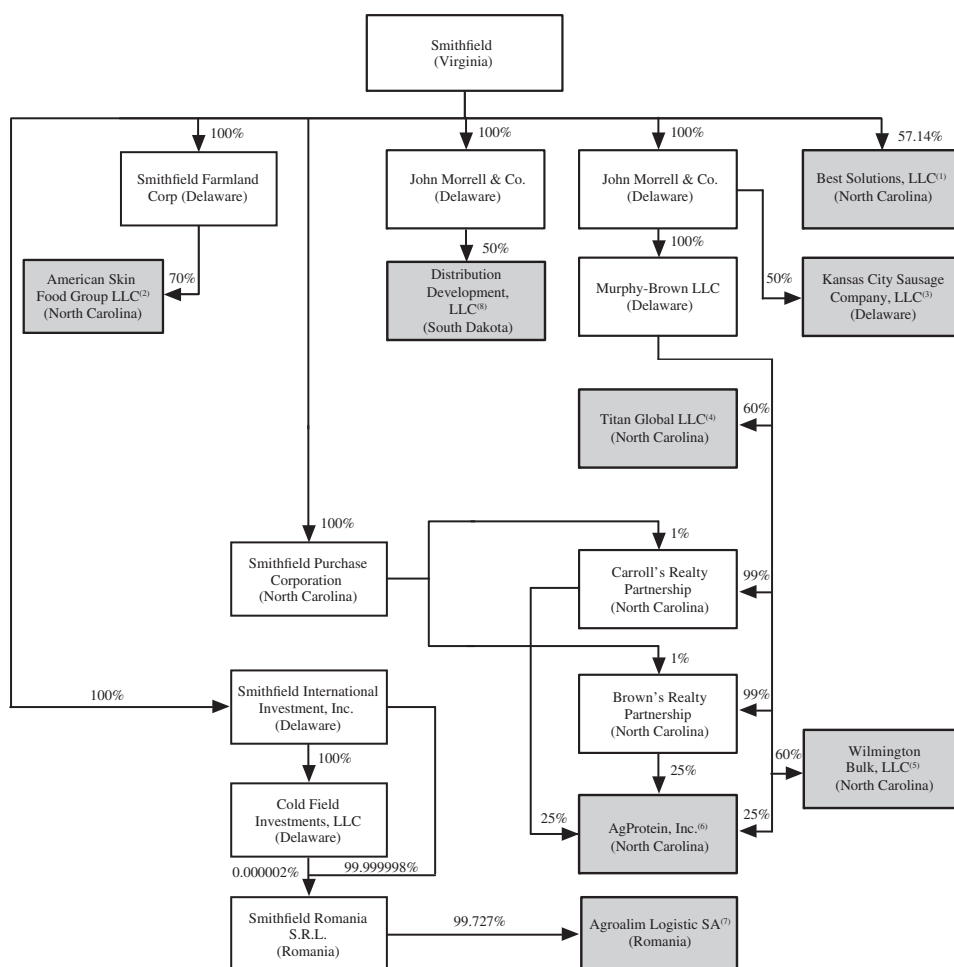 Smithfield
(Virginia)
100%
100%
100%
57.14%
Smithfield Farmland
Corp (Delaware)
John Morrell & Co.
(Delaware)
John Morrell & Co.
(Delaware)
Best Solutions, LLC(1)
(North Carolina)
70%
50%
100%
50%
American Skin
Food Group LLC(2)
(North Carolina)
Distribution
Development,
LLC(8)
(South Dakota)
Murphy-Brown LLC
(Delaware)
Kansas City Sausage
Company, LLC(3)
(Delaware)
Titan Global LLC(4)
(North Carolina)
60%
100%
1%
Smithfield Purchase
Corporation
(North Carolina)
Carroll's Realty
Partnership
(North Carolina)
99%
1%
100%
Smithfield International
Investment, Inc.
(Delaware)
Brown's Realty
Partnership
(North Carolina)
99%
100%
25%
60%
Wilmington
Bulk, LLC(5)
(North Carolina)
Cold Field
Investments, LLC
(Delaware)
25%
AgProtein, Inc.(6)
(North Carolina)
25%
0.000002%
99.999998%
Smithfield Romania
S.R.L.
(Romania)
99.727%
Agroalim Logistic SA(7)
(Romania)